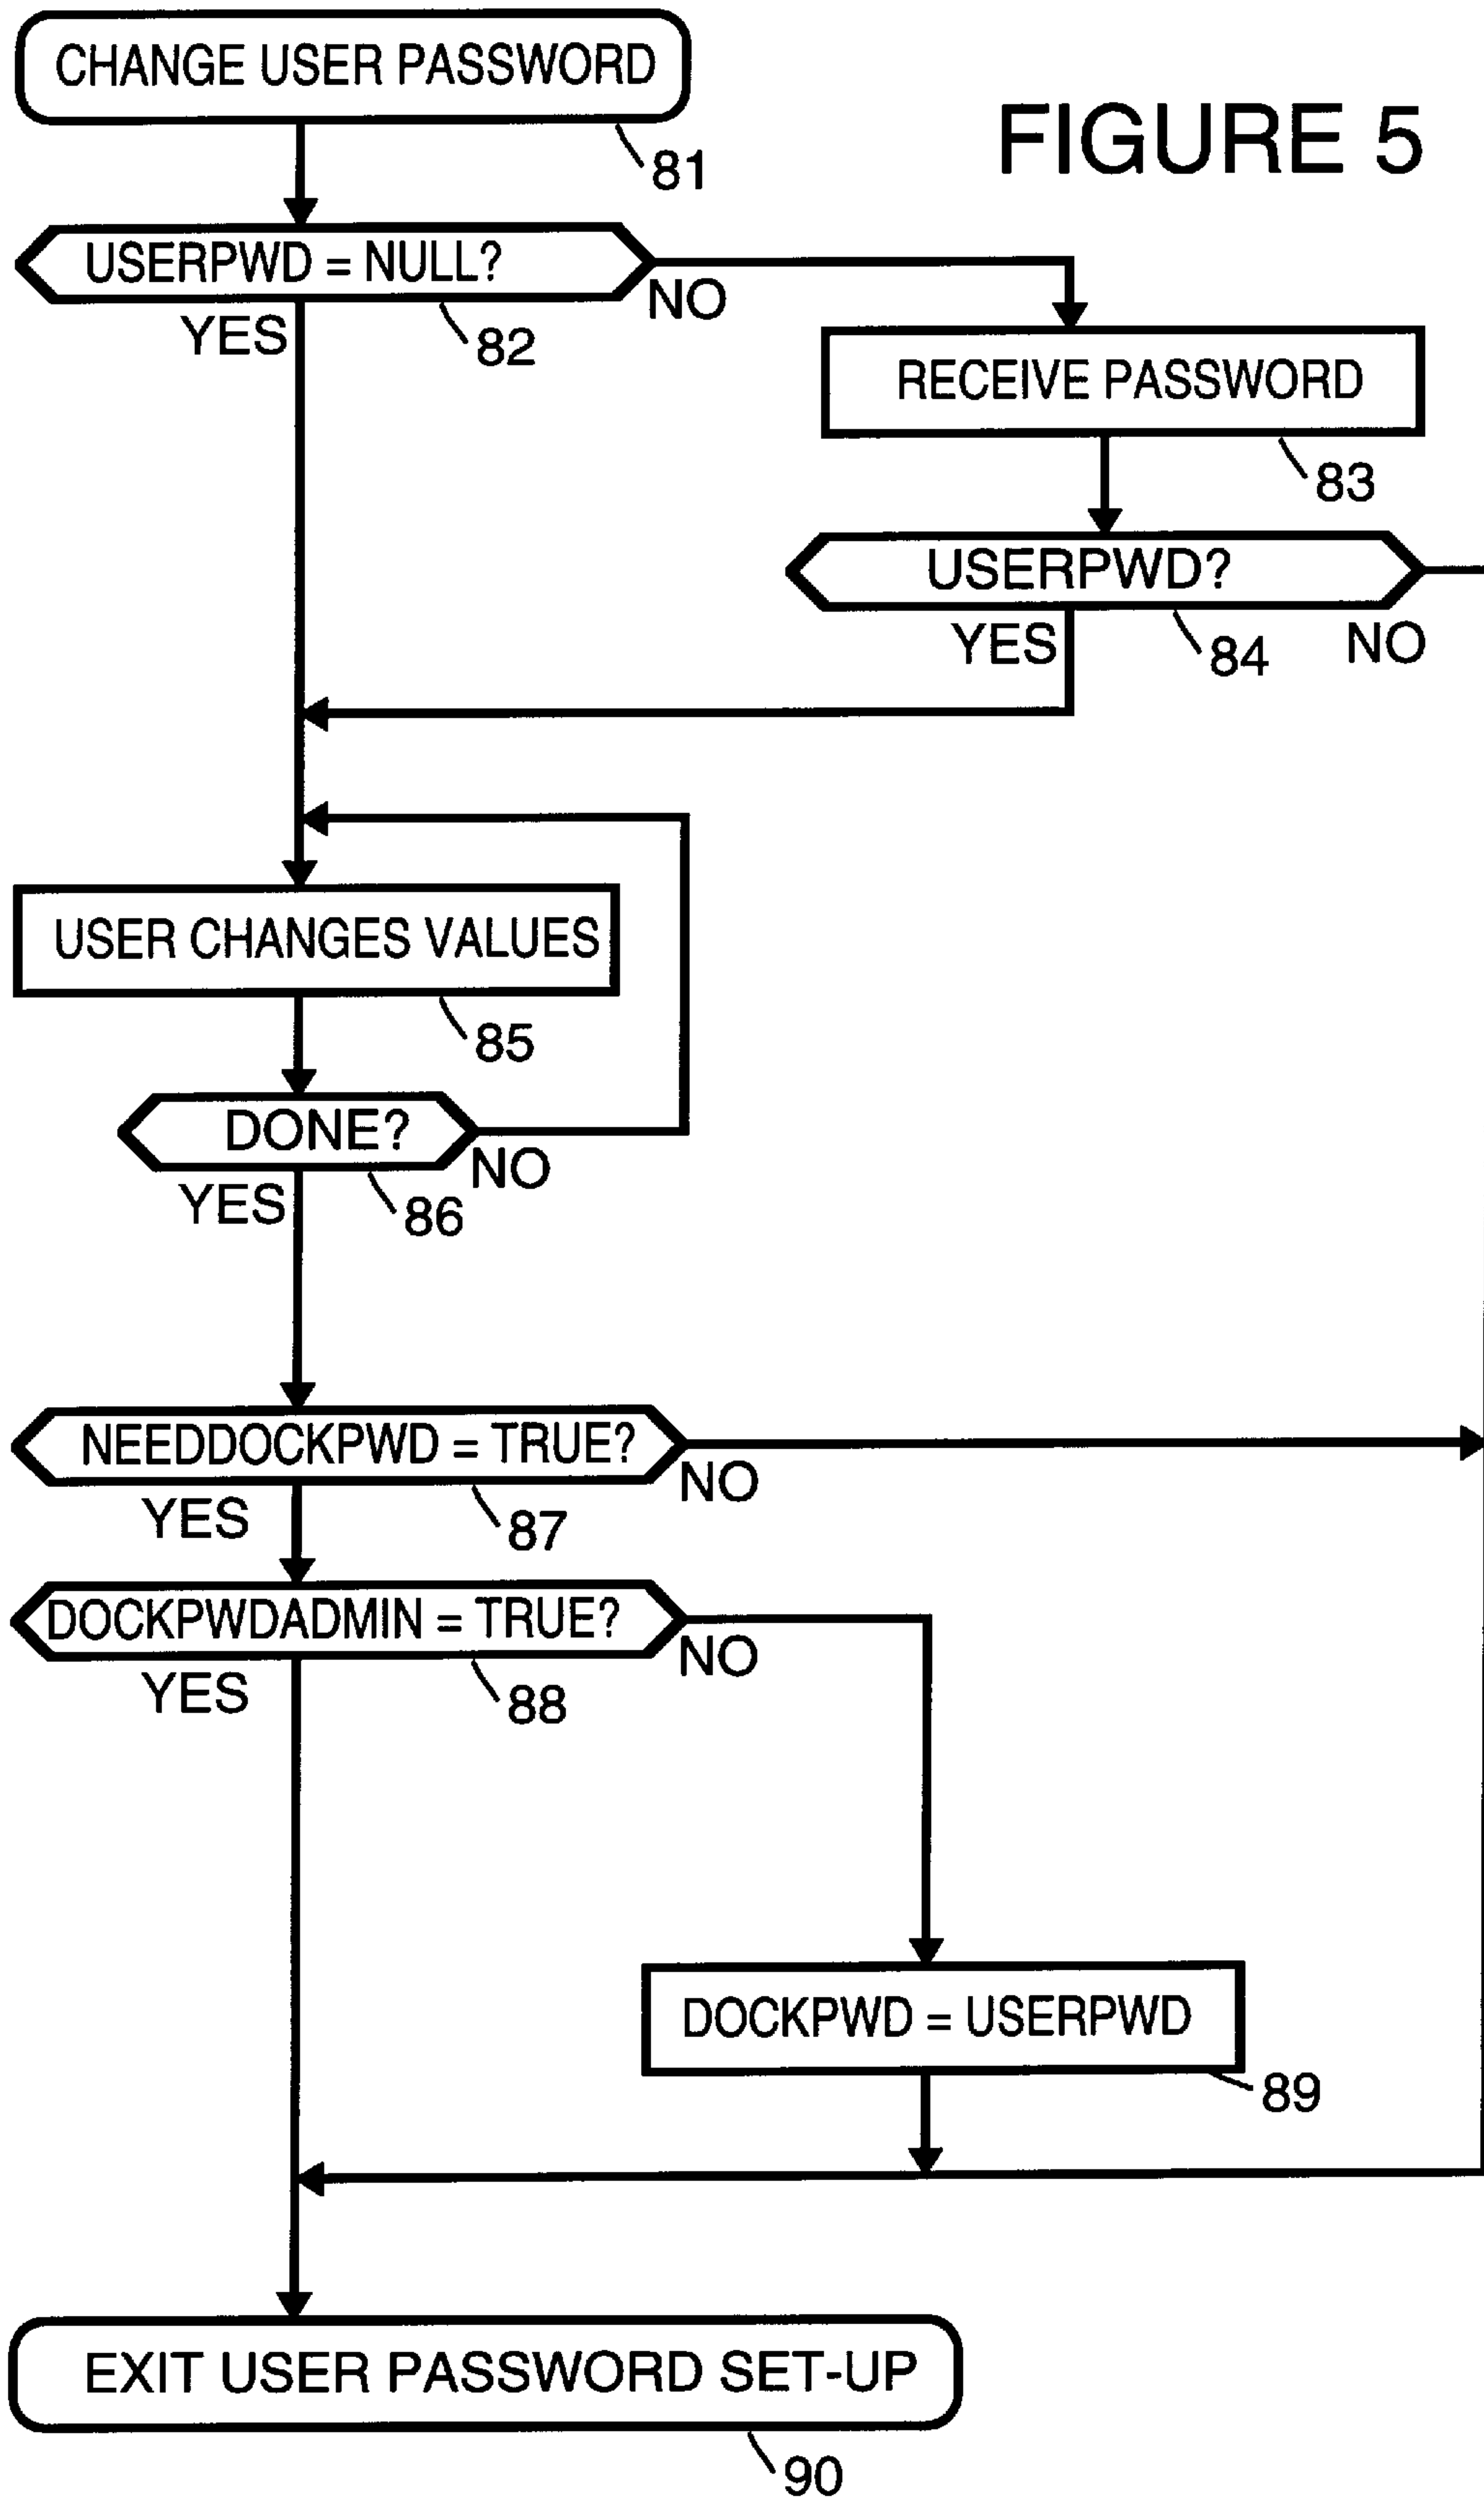 CHANGE USER PASSWORD
FIGURE 5
81
USERPWD = NULL?
NO
YES
82
RECEIVE PASSWORD
83
USERPWD?
YES
84
NO
USER CHANGES VALUES
85
DONE?
NO
YES
86
NEEDDOCKPWD = TRUE?
NO
YES
87
DOCKPWDADMIN = TRUE?
NO
YES
88
DOCKPWD = USERPWD
89
EXIT USER PASSWORD SET-UP
90